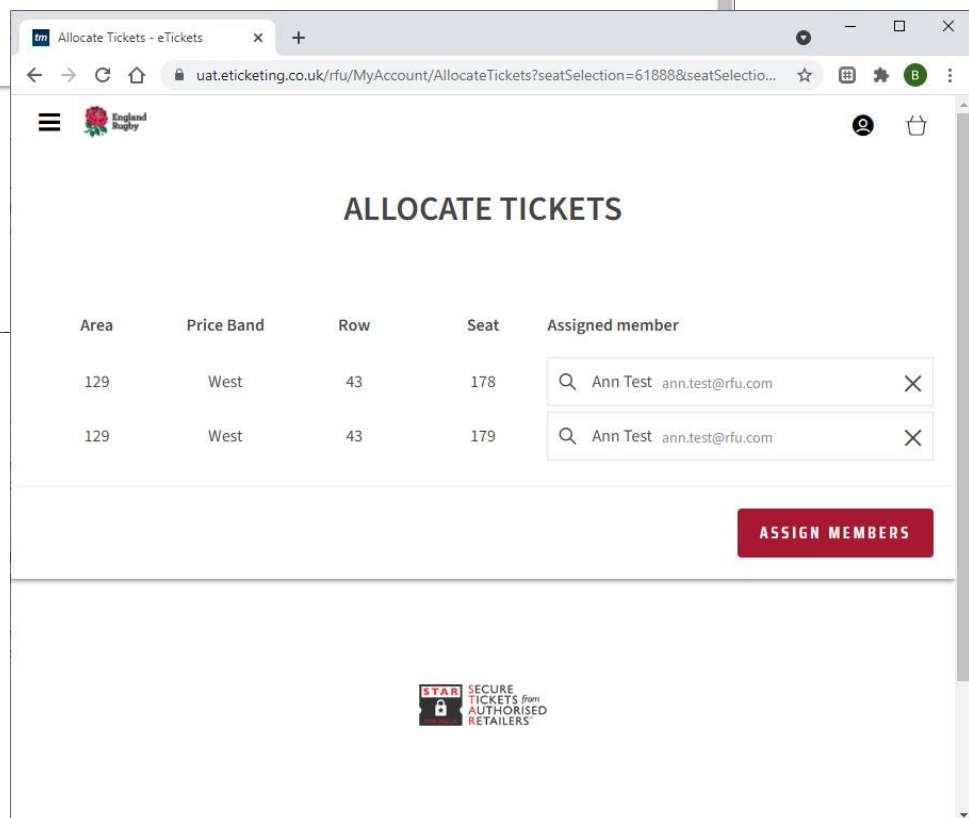 tm Allocate Tickets - eTickets
uat.eticketing.co.uk/rfu/MyAccount/AllocateTickets?seatSelection=61888&seatSelectio...
B
England
Rugby
ALLOCATE TICKETS
Area Price Band Row Seat Assigned member
129 West 43 178 Ann Test ann.test@rfu.com
129 West 43 179 Ann Test ann.test@rfu.com
ASSIGN MEMBERS
STAR SECURE
TICKETS from
AUTHORISED
RETAILERS™